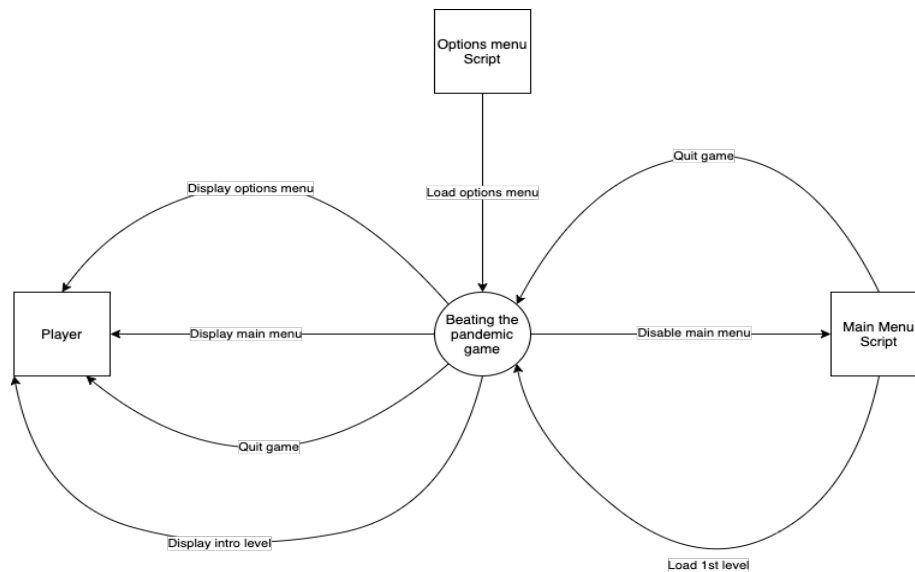 Options menu
Script
Quit game
Display options menu
Load options menu
Player
Display main menu
Beating the
pandemic
game
Disable main menu
Main Menu
Script
Quit game
Display intro level
Load 1st level